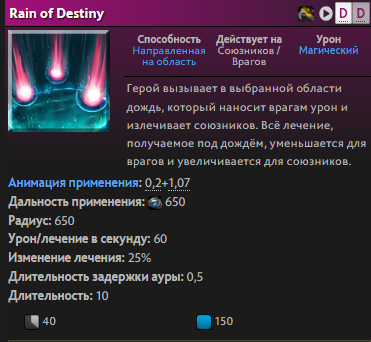 Rain of Destiny
D D
Способность
Направленная
на область
Действует на
Союзников /
Врагов
Урон
Магический
Герой вызывает в выбранной области
дождь, который наносит врагам урон и
излечивает союзников. Всё лечение,
получаемое под дождём, уменьшается для
врагов и увеличивается для союзников.
Анимация применения: 0,2+1,07
Дальность применения: 650
Радиус: 650
Урон/лечение в секунду: 60
Изменение лечения: 25%
Длительность задержки ауры: 0,5
Длительность: 10
40 150